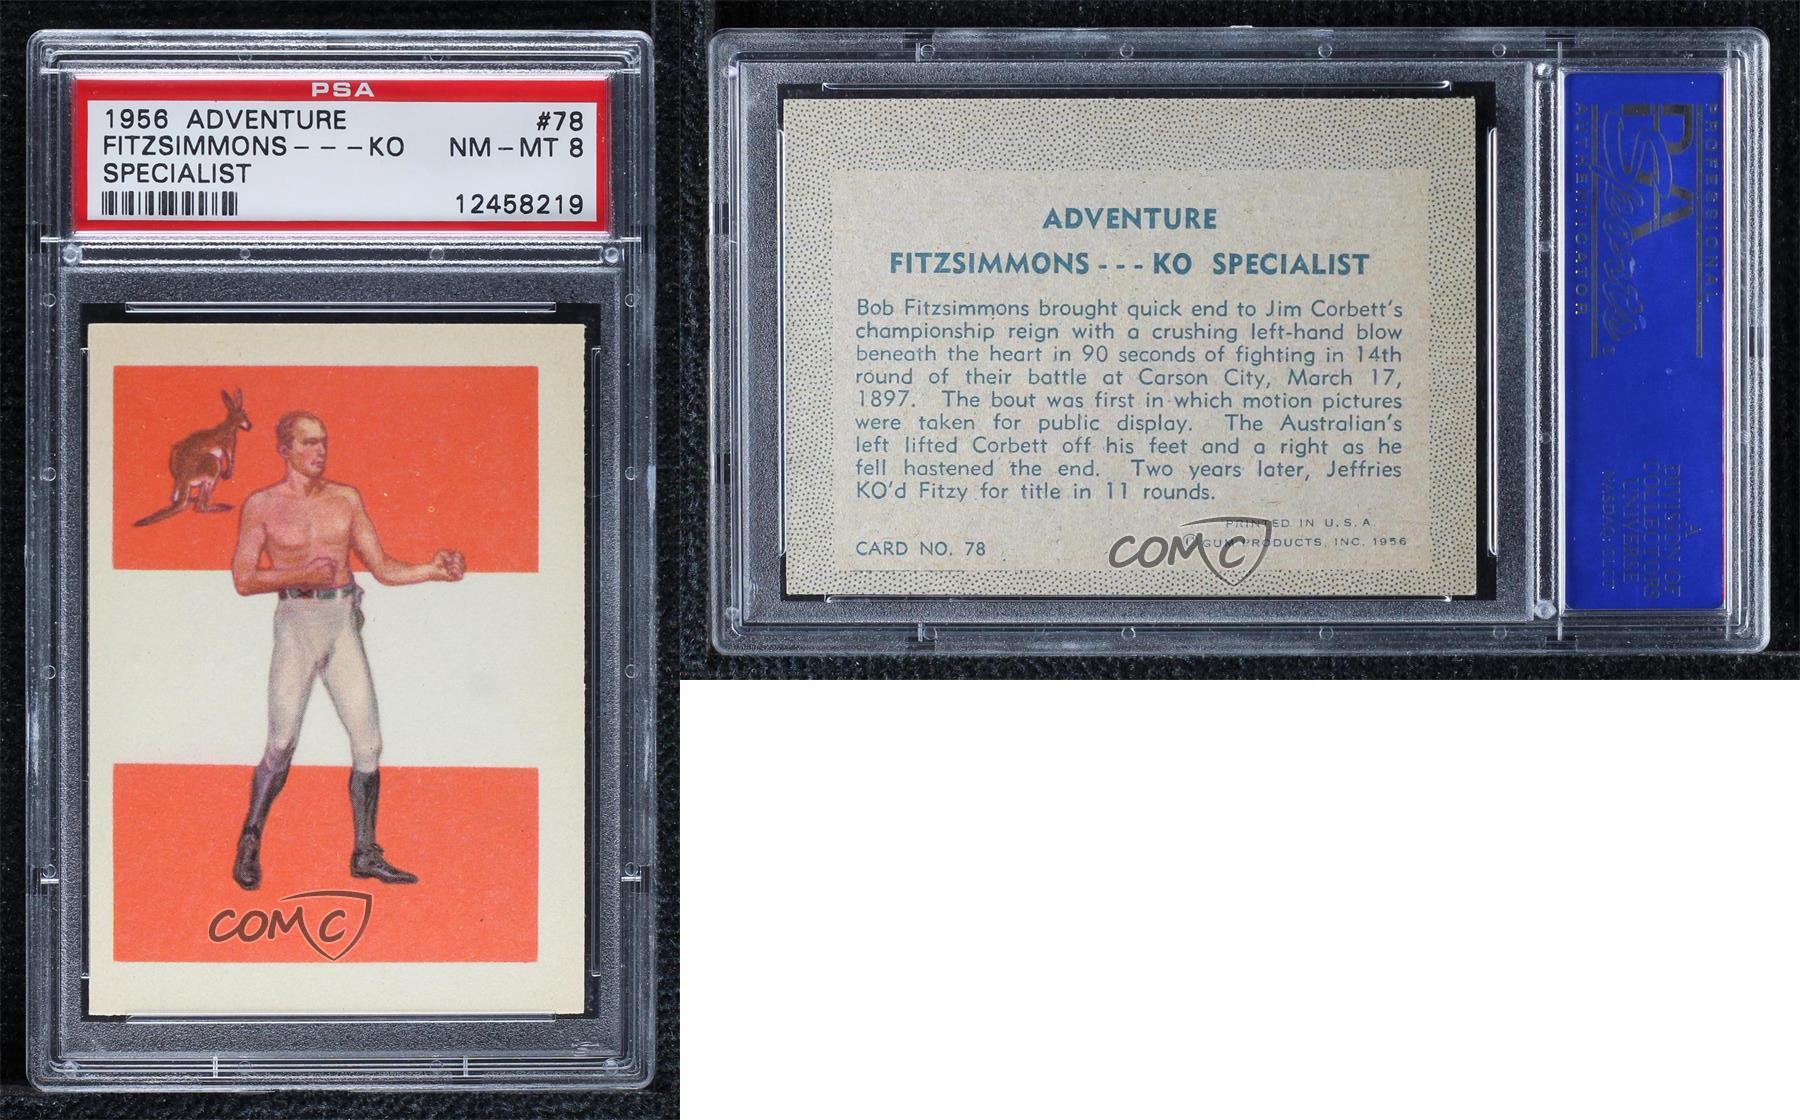 PSA
1956 ADVENTURE #78
FITZSIMMONS---KO NM-MT 8
SPECIALIST
12458219
COMC
ADVENTURE
FITZSIMMONS---KO SPECIALIST
Bob Fitzsimmons brought quick end to Jim Corbett's
championship reign with a crushing left-hand blow
beneath the heart in 90 seconds of fighting in 14th
round of their battle at Carson City, March 17,
1897. The bout was first in which motion pictures
were taken for public display. The Australian's
left lifted Corbett off his feet and a right as he
fell hastened the end. Two years later, Jeffries
KO'd Fitzy for title in 11 rounds.
PRINTED IN U.S.A.
CARD NO. 78
GUM PRODUCTS, INC. 1956
COMC
PROFESSIONAL
PSA
Sports
AUTHENTICATOR
A
DIVISION OF
COLLECTORS
UNIVERSE
NASDAQ: CLCT